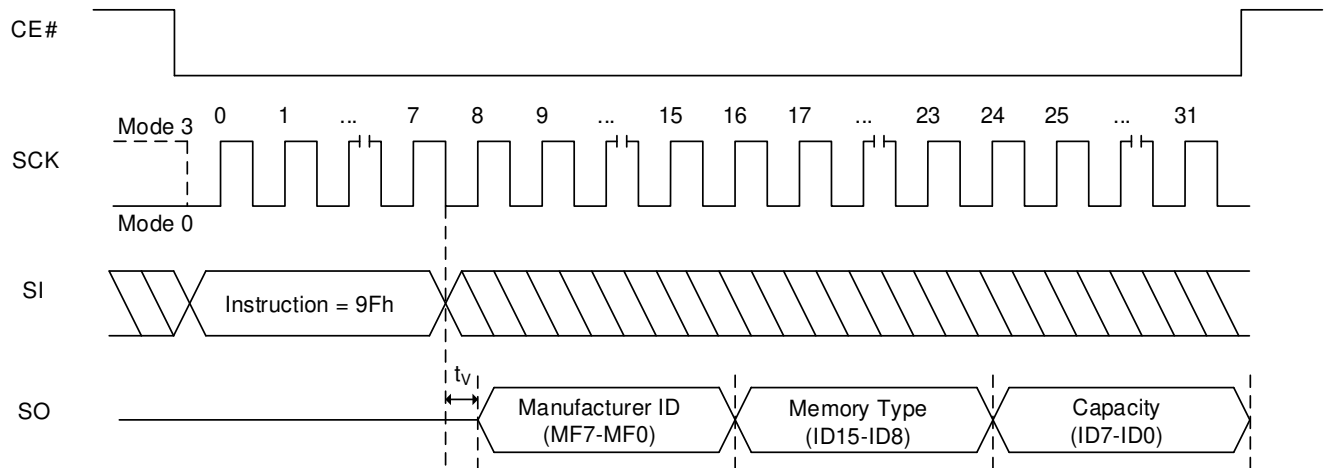 CE#
0 1 ... 7 8 9 ... 15 16 17 ... 23 24 25 ... 31
Mode 3
SCK
Mode 0
SI
Instruction = 9Fh
tV
SO
Manufacturer ID
(MF7-MF0)
Memory Type
(ID15-ID8)
Capacity
(ID7-ID0)